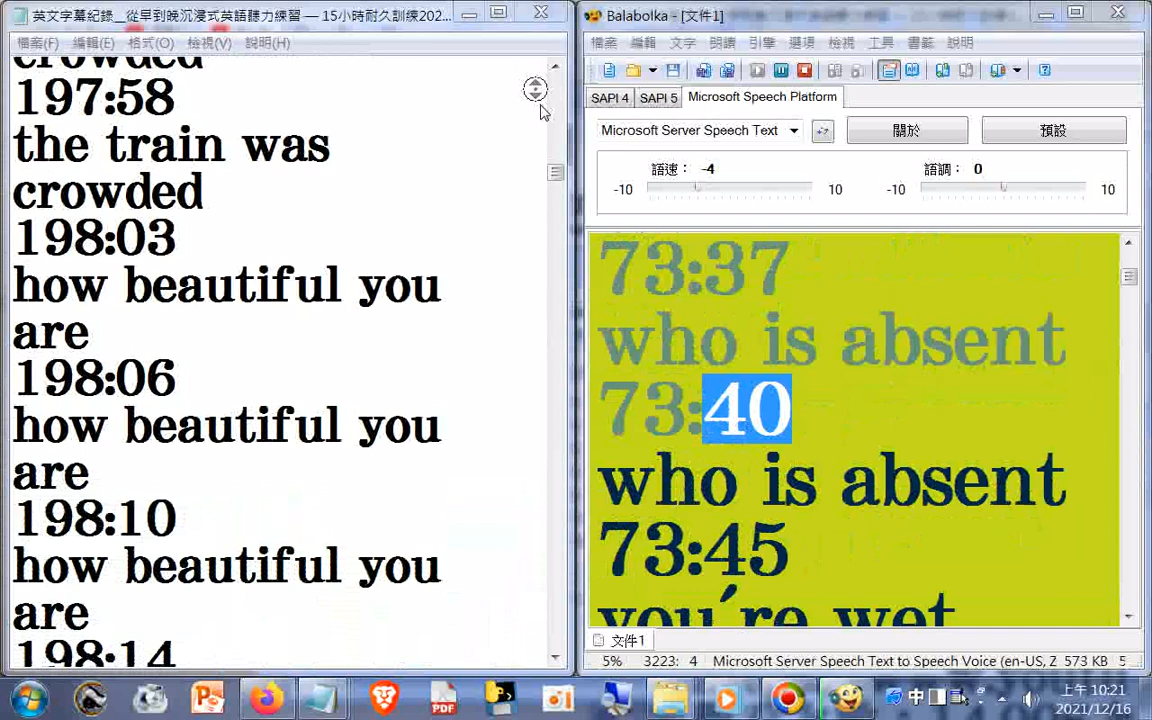 英文字幕紀錄__從早到晚沉浸式英語聽力練習 — 15小時耐久訓練202...
檔案(F) 編輯(E) 格式(O) 檢視(V) 說明(H)
crowded
197:58
the train was
crowded
198:03
how beautiful you
are
198:06
how beautiful you
are
198:10
how beautiful you
are
198:14
Balabolka - [文件1]
檔案 編輯 文字 朗讀 引擎 選項 檢視 工具 書籤 說明
SAPI 4 SAPI 5 Microsoft Speech Platform
Microsoft Server Speech Text 關於 預設
語速： -4 語調： 0
-10 10 -10 10
73:37
who is absent
73:40
who is absent
73:45
you're wet
文件1
5% 3223: 4 Microsoft Server Speech Text to Speech Voice (en-US, Z 573 KB 5
PDF 中 上午 10:21
2021/12/16